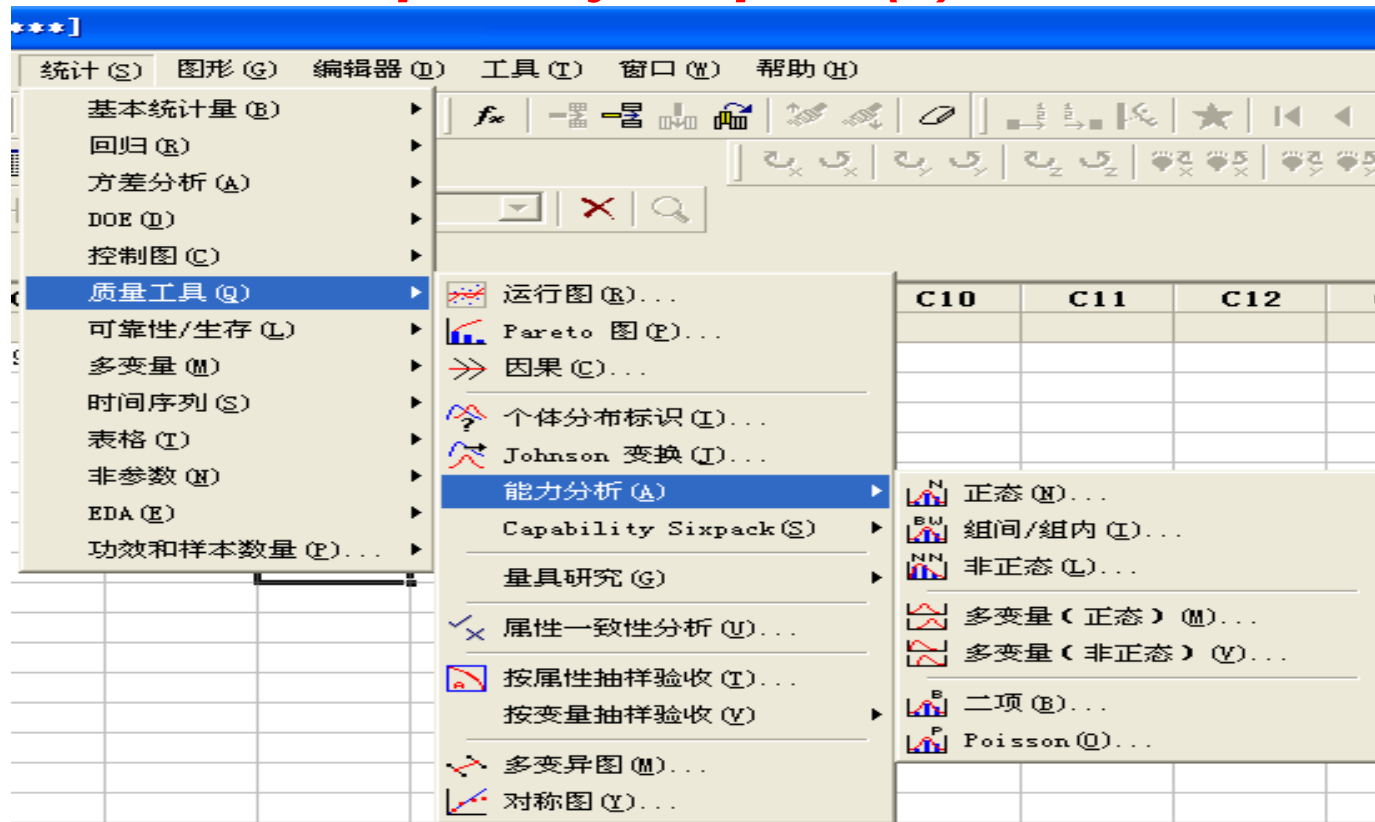 ***]
统计(S) 图形(G) 编辑器(D) 工具(T) 窗口(W) 帮助(H)
基本统计量(B)
回归(R)
方差分析(A)
DOE(D)
控制图(C)
质量工具(Q)
可靠性/生存(L)
多变量(M)
时间序列(S)
表格(T)
非参数(N)
EDA(E)
功效和样本数量(P)...
运行图(R)...
Pareto 图(P)...
因果(C)...
个体分布标识(I)...
Johnson 变换(J)...
能力分析(A)
Capability Sixpack(S)
量具研究(G)
属性一致性分析(U)...
按属性抽样验收(T)...
按变量抽样验收(V)
多变异图(M)...
对称图(Y)...
C10 C11 C12
正态(N)...
组间/组内(I)...
非正态(L)...
多变量(正态)(M)...
多变量(非正态)(V)...
二项(B)...
Poisson(O)...